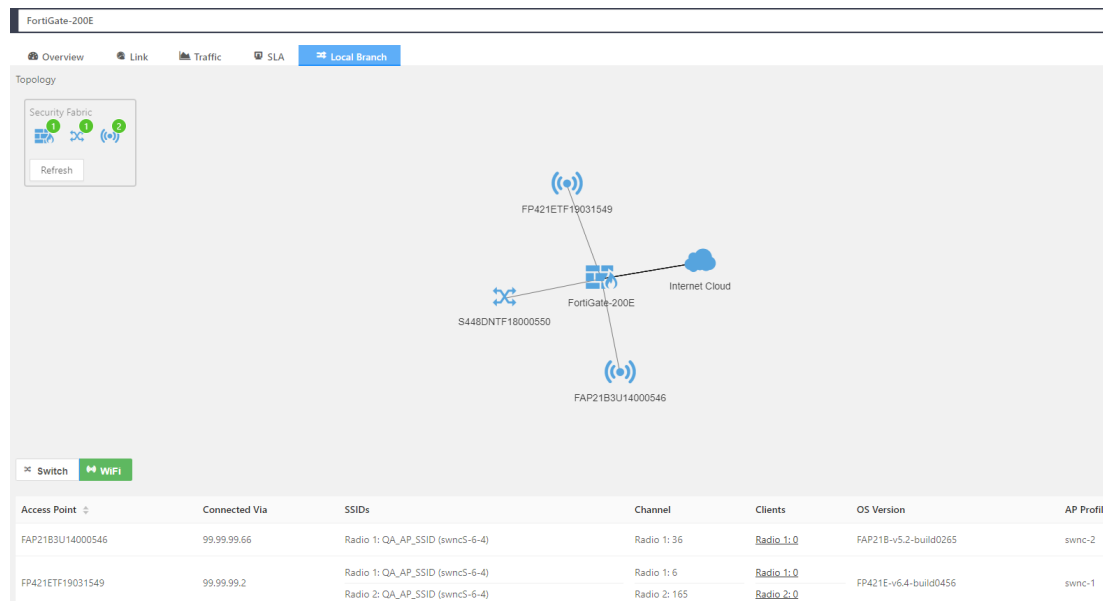 FortiGate-200E
Overview Link Traffic SLA Local Branch
Topology
Security Fabric
1 1 2
Refresh
FP421ETF19031549
Internet Cloud
FortiGate-200E
S448DNTF18000550
FAP21B3U14000546
Switch WiFi
Access Point Connected Via SSIDs Channel Clients OS Version AP Profil
FAP21B3U14000546 99.99.99.66 Radio 1: QA_AP_SSID (swncS-6-4) Radio 1: 36 Radio 1: 0 FAP21B-v5.2-build0265 swnc-2
FP421ETF19031549 99.99.99.2 Radio 1: QA_AP_SSID (swncS-6-4) Radio 1: 6 Radio 1: 0 FP421E-v6.4-build0456 swnc-1
Radio 2: QA_AP_SSID (swncS-6-4) Radio 2: 165 Radio 2: 0